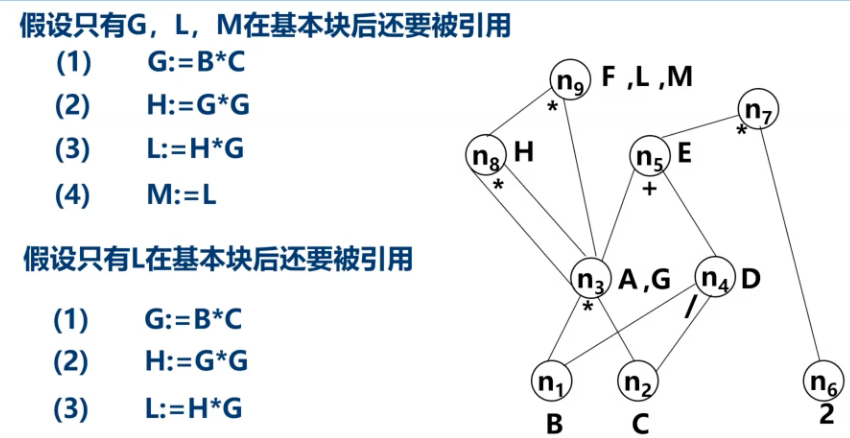 假设只有G，L，M在基本块后还要被引用
(1) G:=B*C
(2) H:=G*G
(3) L:=H*G
(4) M:=L
假设只有L在基本块后还要被引用
(1) G:=B*C
(2) H:=G*G
(3) L:=H*G
n9 F ,L ,M
*
n7
*
n8 H
*
n5 E
+
n3 A ,G
*
n4 D
/
n1
B
n2
C
n6
2